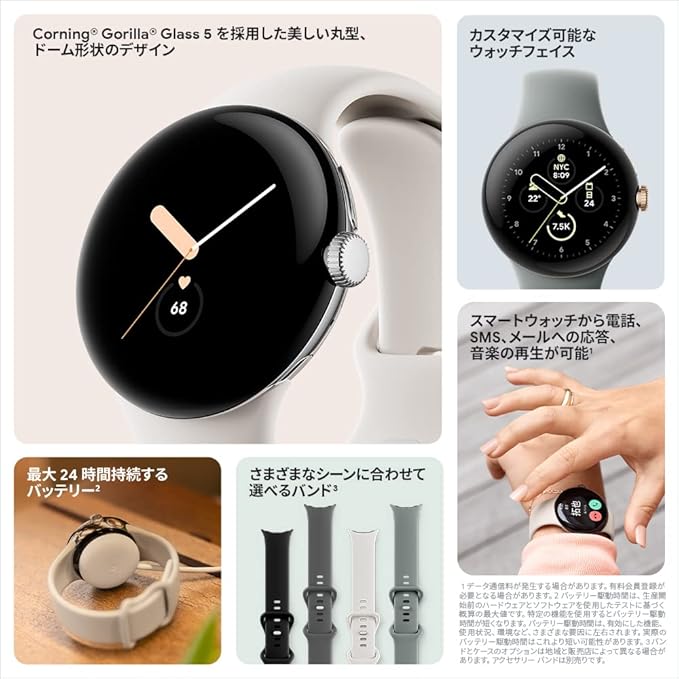 Corning® Gorilla® Glass 5 を採用した美しい丸型、
ドーム形状のデザイン
68
カスタマイズ可能な
ウォッチフェイス
12
1
2
3
4
5
6
7
8
9
10
11
NYC
8:09
22°
24
7.5K
スマートウォッチから電話、
SMS、メールへの応答、
音楽の再生が可能¹
拓也
最大 24 時間持続する
バッテリー²
さまざまなシーンに合わせて
選べるバンド³
1 データ通信料が発生する場合があります。有料会員登録が
必要となる場合があります。2 バッテリー駆動時間は、生産開
始前のハードウェアとソフトウェアを使用したテストに基づく
概算の最大値です。特定の機能を使用するとバッテリー駆動
時間が短くなります。バッテリー駆動時間は、有効にした機能、
使用状況、環境など、さまざまな要因に左右されます。実際の
バッテリー駆動時間はこれより短い可能性があります。3 バン
ドとケースのオプションは地域と販売店によって異なる場合が
あります。アクセサリー バンドは別売りです。